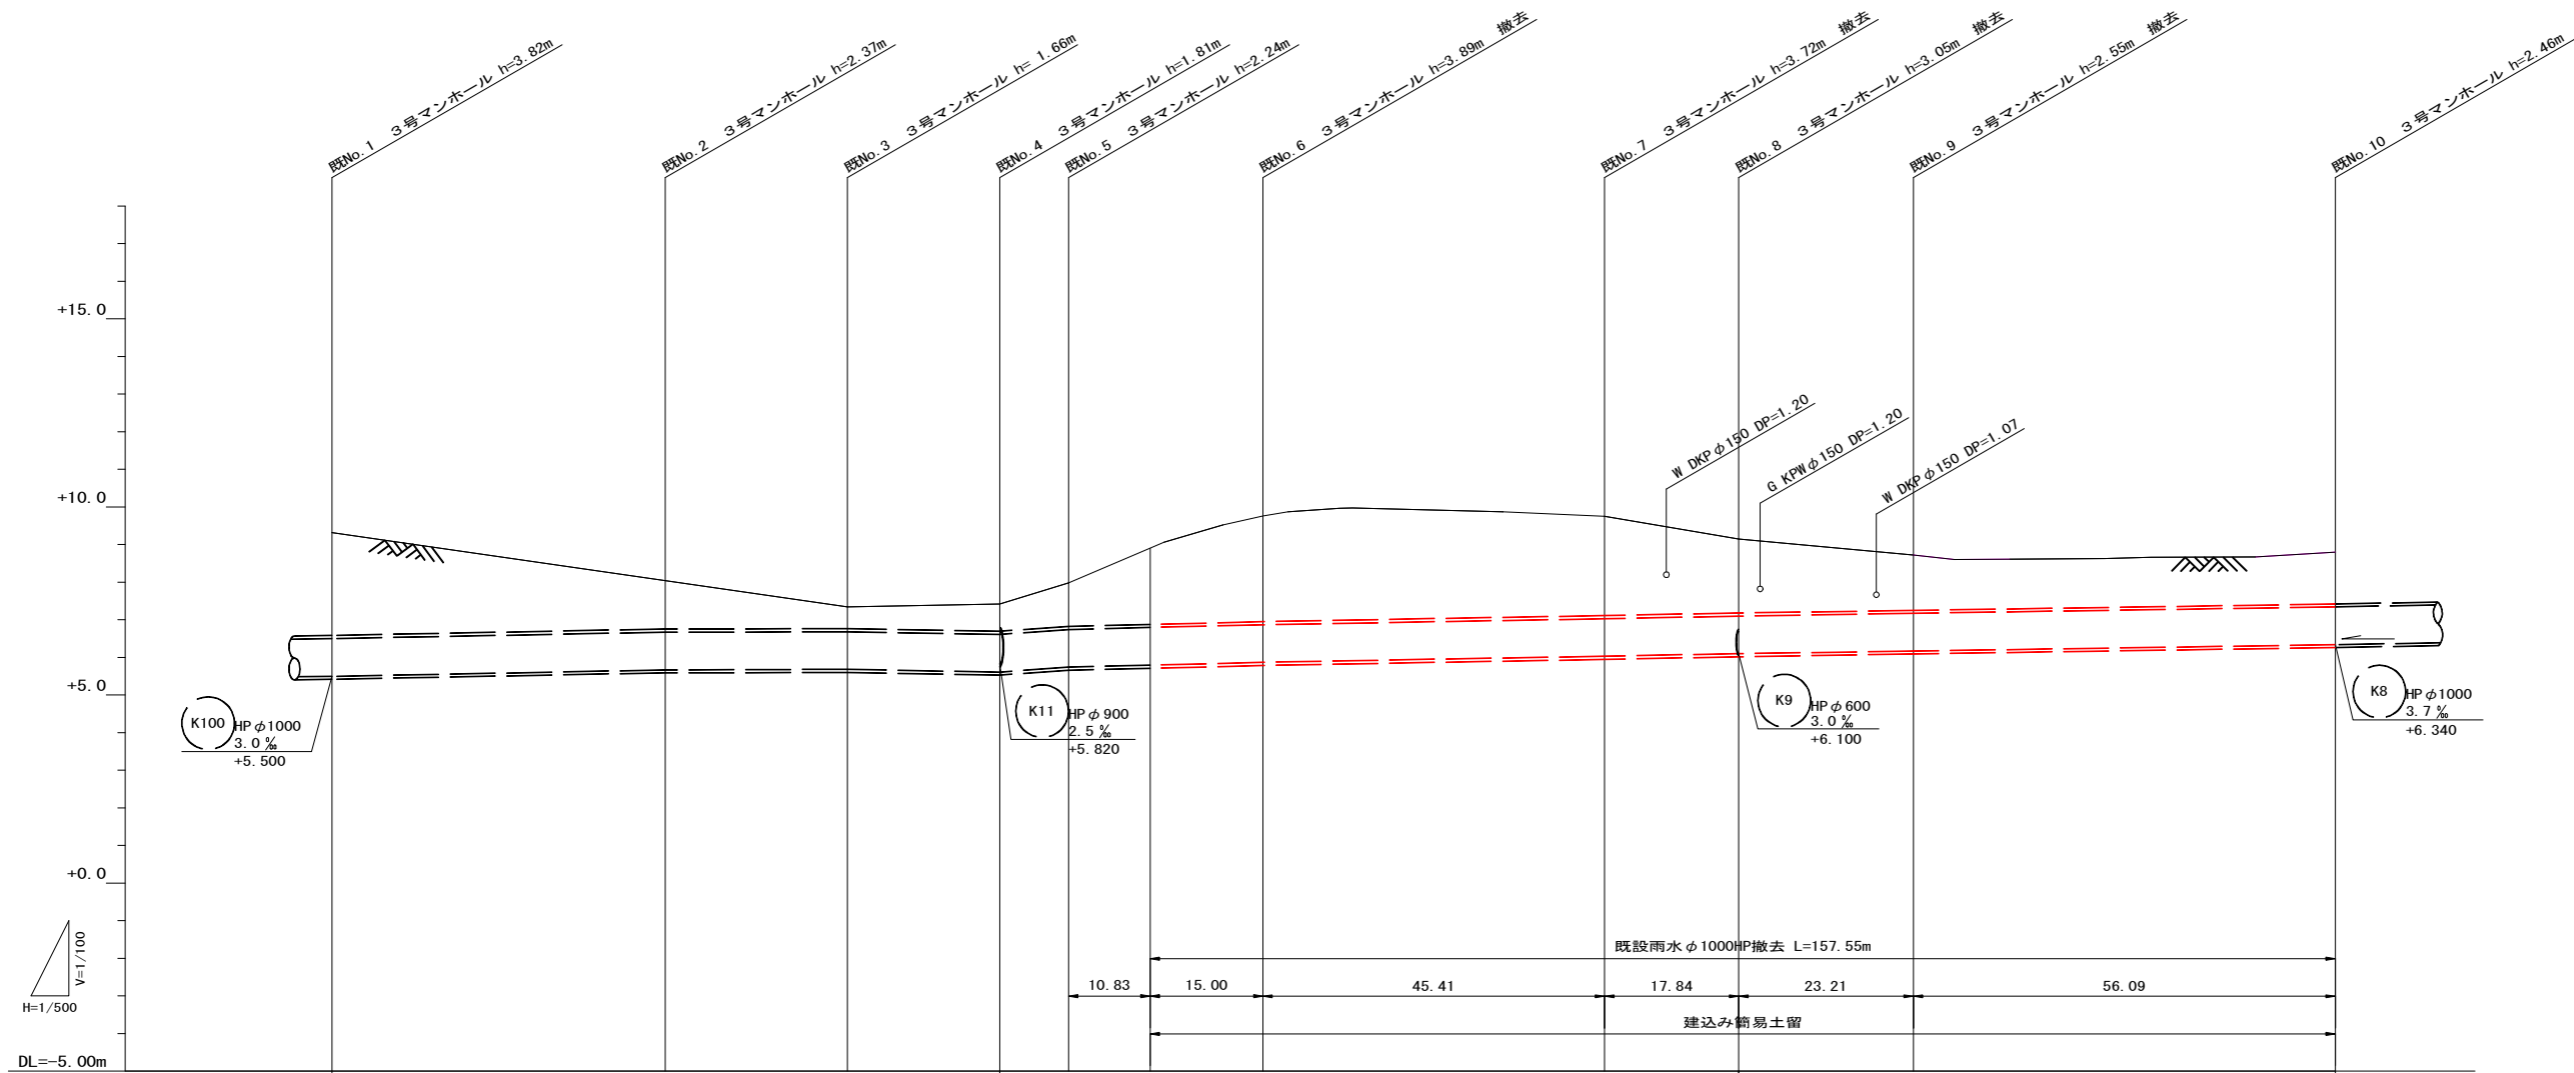 既No.1　３号マンホール h=3.82m
既No.2　３号マンホール h=2.37m
既No.3　３号マンホール h= 1.66m
既No.4　３号マンホール h=1.81m
既No.5　３号マンホール h=2.24m
既No.6　３号マンホール h=3.89m　撤去
既No.7　３号マンホール h=3.72m　撤去
既No.8　３号マンホール h=3.05m　撤去
既No.9　３号マンホール h=2.55m　撤去
既No.10　３号マンホール h=2.46m
+15.0
+10.0
+5.0
+0.0
DL=-5.00m
W DKPφ150 DP=1.20
G KPWφ150 DP=1.20
W DKPφ150 DP=1.07
K100
HPφ1000
3.0‰
+5.500
K11
HPφ900
2.5‰
+5.820
K9
HPφ600
3.0‰
+6.100
K8
HPφ1000
3.7‰
+6.340
V=1/100
H=1/500
既設雨水φ1000HP撤去 L=157.55m
10.83
15.00
45.41
17.84
23.21
56.09
建込み簡易土留